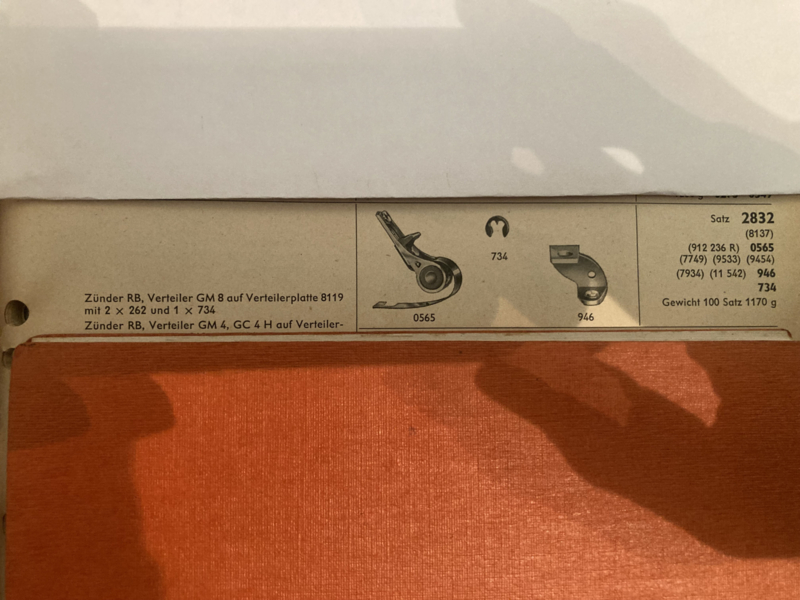 Zünder RB, Verteiler GM 8 auf Verteilerplatte 8119
mit 2 × 262 und 1 × 734
Zünder RB, Verteiler GM 4, GC 4 H auf Verteiler-
734
0565
946
Satz 2832
(8137)
(912 236 R) 0565
(7749) (9533) (9454)
(7934) (11 542) 946
734
Gewicht 100 Satz 1170 g